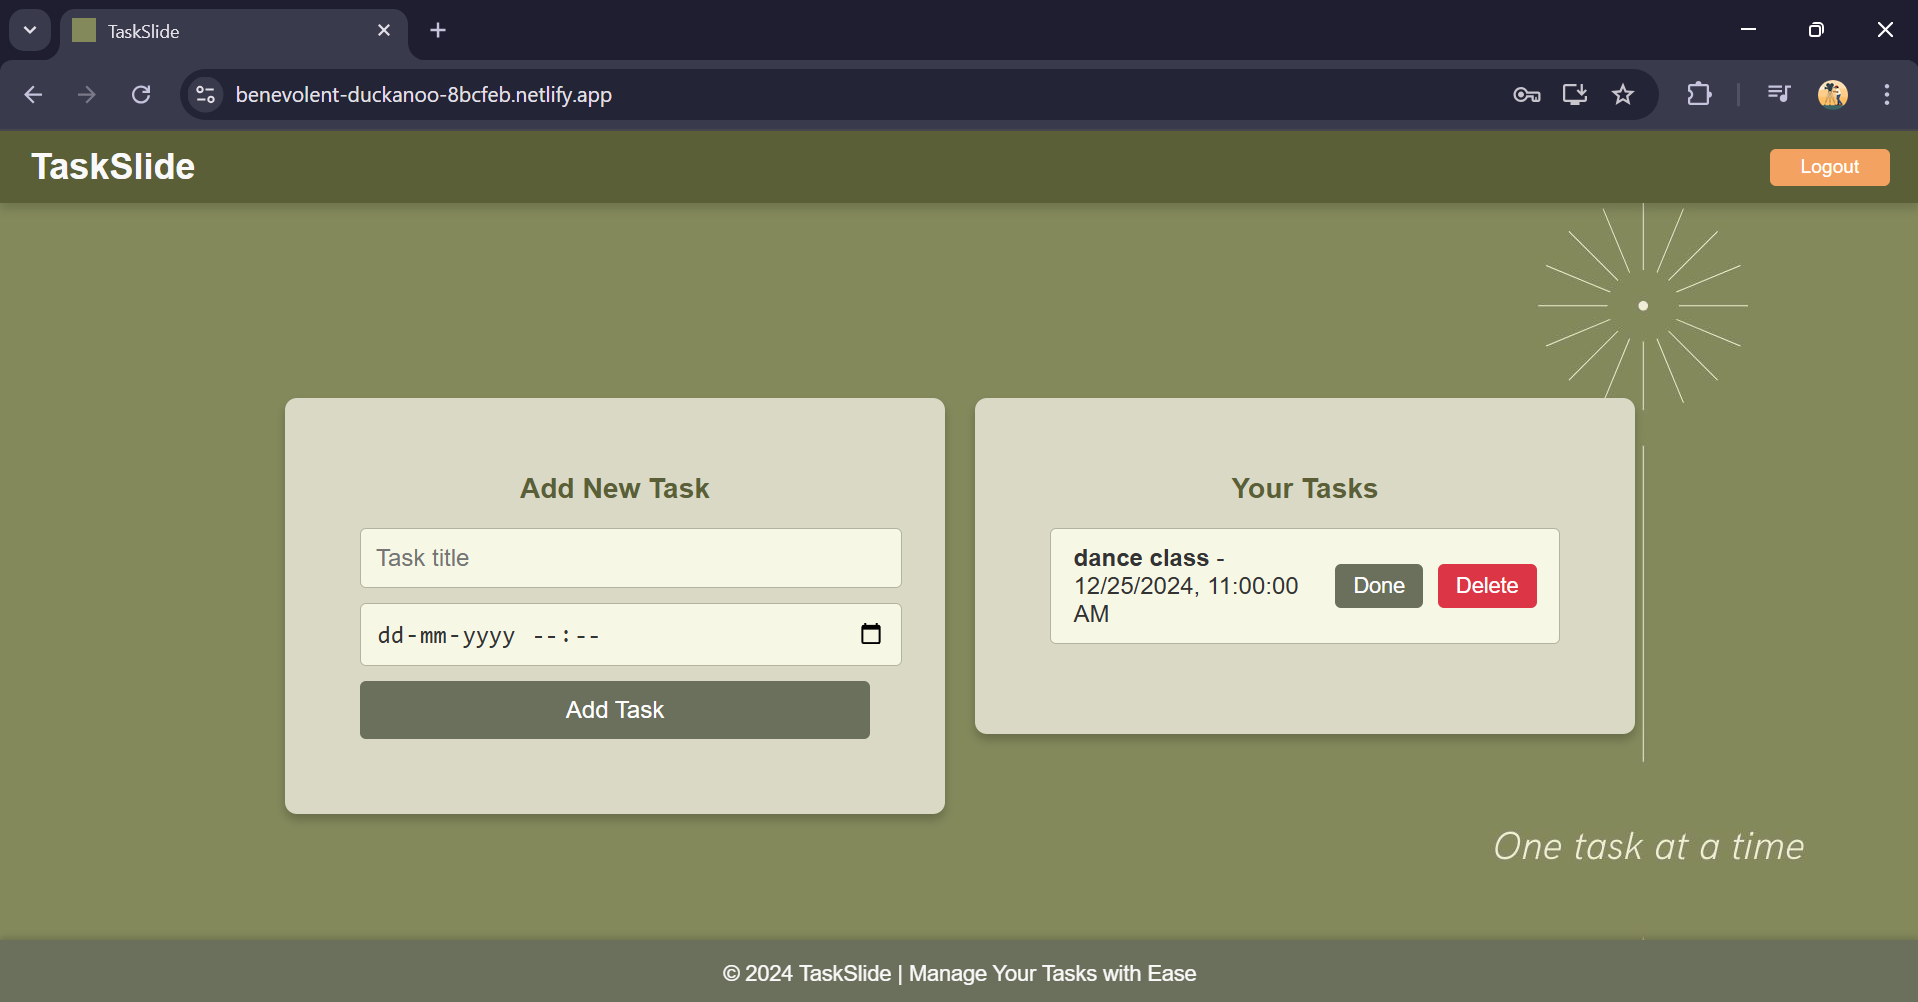 TaskSlide
benevolent-duckanoo-8bcfeb.netlify.app
TaskSlide
Logout
Add New Task
Task title
dd-mm-yyyy --:--
Add Task
Your Tasks
dance class -
12/25/2024, 11:00:00
AM
Done
Delete
One task at a time
© 2024 TaskSlide | Manage Your Tasks with Ease